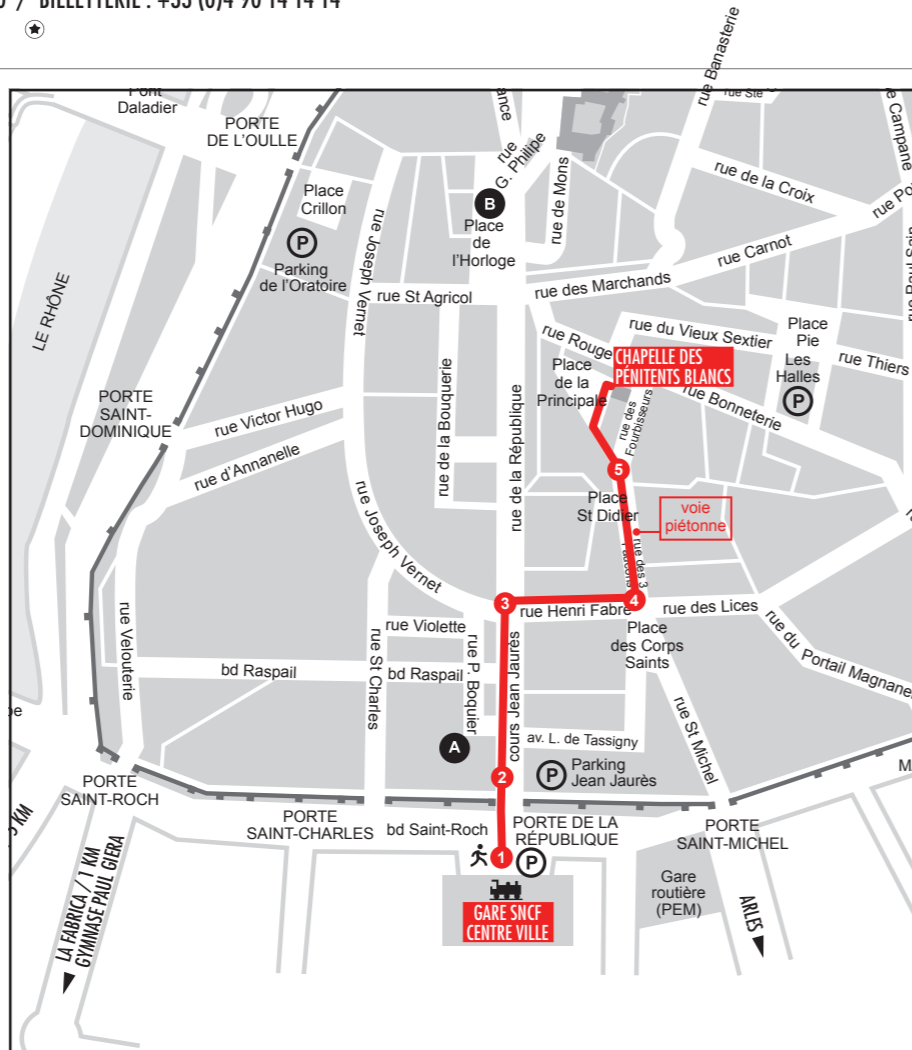 BILLETTERIE : +33 (0)4 90 14 14 14
Pont
Daladier
PORTE
DE L'OULLE
rue Banasterie
rue Ste
Campane
ance
rue
G. Philipe
rue de Mons
rue de la Croix
Place
Crillon
P
Parking
de l'Oratoire
B
Place
de
l'Horloge
rue Joseph Vernet
rue Carnot
LE RHÔNE
rue St Agricol
rue des Marchands
rue du Vieux Sextier
Place
Pie
Les
Halles
P
rue Thiers
rue Rouge
CHAPELLE DES
PÉNITENTS BLANCS
Place
de la
Principale
rue des
Fourbisseurs
rue Bonneterie
PORTE
SAINT-
DOMINIQUE
rue Victor Hugo
rue d'Annanelle
rue de la Bouquerie
rue de la République
5
Place
St Didier
voie
piétonne
rue des 3
Faucons
rue Joseph Vernet
3
rue Henri Fabre
4
rue des Lices
rue Velouterie
rue Violette
rue P. Boquier
Place
des Corps
Saints
rue du Portail Magnanen
bd Raspail
rue St Charles
bd Raspail
cours Jean Jaurès
rue St Michel
A
av. L. de Tassigny
2
P
Parking
Jean Jaurès
PORTE
SAINT-ROCH
PORTE
SAINT-CHARLES
bd Saint-Roch
PORTE DE LA
RÉPUBLIQUE
PORTE
SAINT-MICHEL
1
P
KM
LA FABRICA / 1 KM
GYMNASE PAUL GIERA
GARE SNCF
CENTRE VILLE
Gare
routière
(PEM)
ARLES